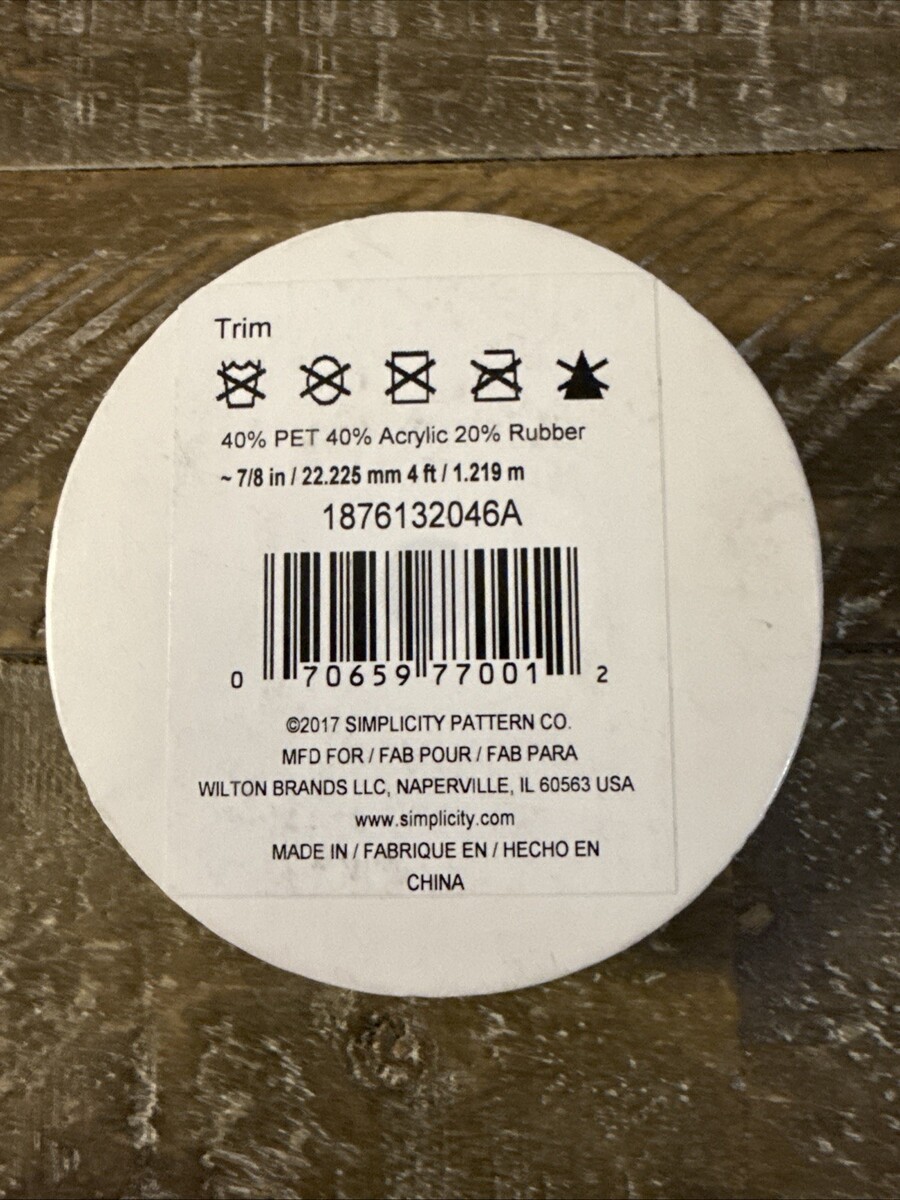 Trim
40% PET 40% Acrylic 20% Rubber
~ 7/8 in / 22.225 mm 4 ft / 1.219 m
1876132046A
0 70659 77001 2
©2017 SIMPLICITY PATTERN CO.
MFD FOR / FAB POUR / FAB PARA
WILTON BRANDS LLC, NAPERVILLE, IL 60563 USA
www.simplicity.com
MADE IN / FABRIQUE EN / HECHO EN
CHINA